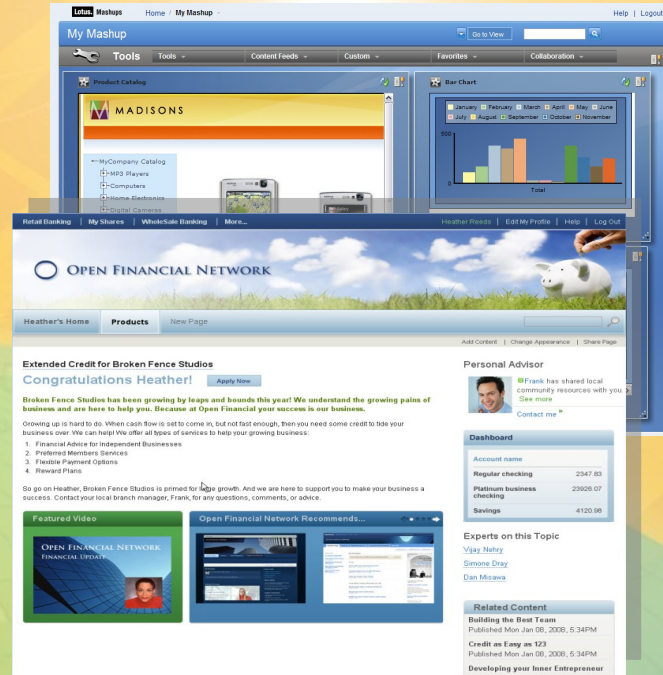 Lotus. Mashups
Home / My Mashup
Help | Logout
My Mashup
Go to View
Tools
Tools
Content Feeds
Custom
Favorites
Collaboration
Product Catalog
MADISONS
MyCompany Catalog
MP3 Players
Computers
Home Electronics
Digital Cameras
Bar Chart
January February March April May June
July August September October November
500
0
Total
Retail Banking | My Shares | WholeSale Banking | More...
Heather Reeds | Edit My Profile | Help | Log Out
OPEN FINANCIAL NETWORK
Heather's Home
Products
New Page
Add Content | Change Appearance | Share Page
Extended Credit for Broken Fence Studios
Congratulations Heather!
Apply Now
Broken Fence Studios has been growing by leaps and bounds this year! We understand the growing pains of
business and are here to help you. Because at Open Financial your success is our business.
Growing up is hard to do. When cash flow is set to come in, but not fast enough, then you need some credit to tide your
business over. We can help! We offer all types of services to help your growing business:
1. Financial Advice for Independent Businesses
2. Preferred Members Services
3. Flexible Payment Options
4. Reward Plans
So go on Heather, Broken Fence Studios is primed for large growth. And we are here to support you to make your business a
success. Contact your local branch manager, Frank, for any questions, comments, or advice.
Featured Video
OPEN FINANCIAL NETWORK
FINANCIAL UPDATE
Open Financial Network Recommends...
Personal Advisor
Frank has shared local
community resources with you
See more
Contact me
Dashboard
Account name
Regular checking 2347.83
Platinum business
checking 23926.07
Savings 4120.98
Experts on this Topic
Vijay Nehry
Simone Dray
Dan Misawa
Related Content
Building the Best Team
Published Mon Jan 08, 2008, 5:34PM
Credit as Easy as 123
Published Mon Jan 08, 2008, 5:34PM
Developing your Inner Entrepreneur